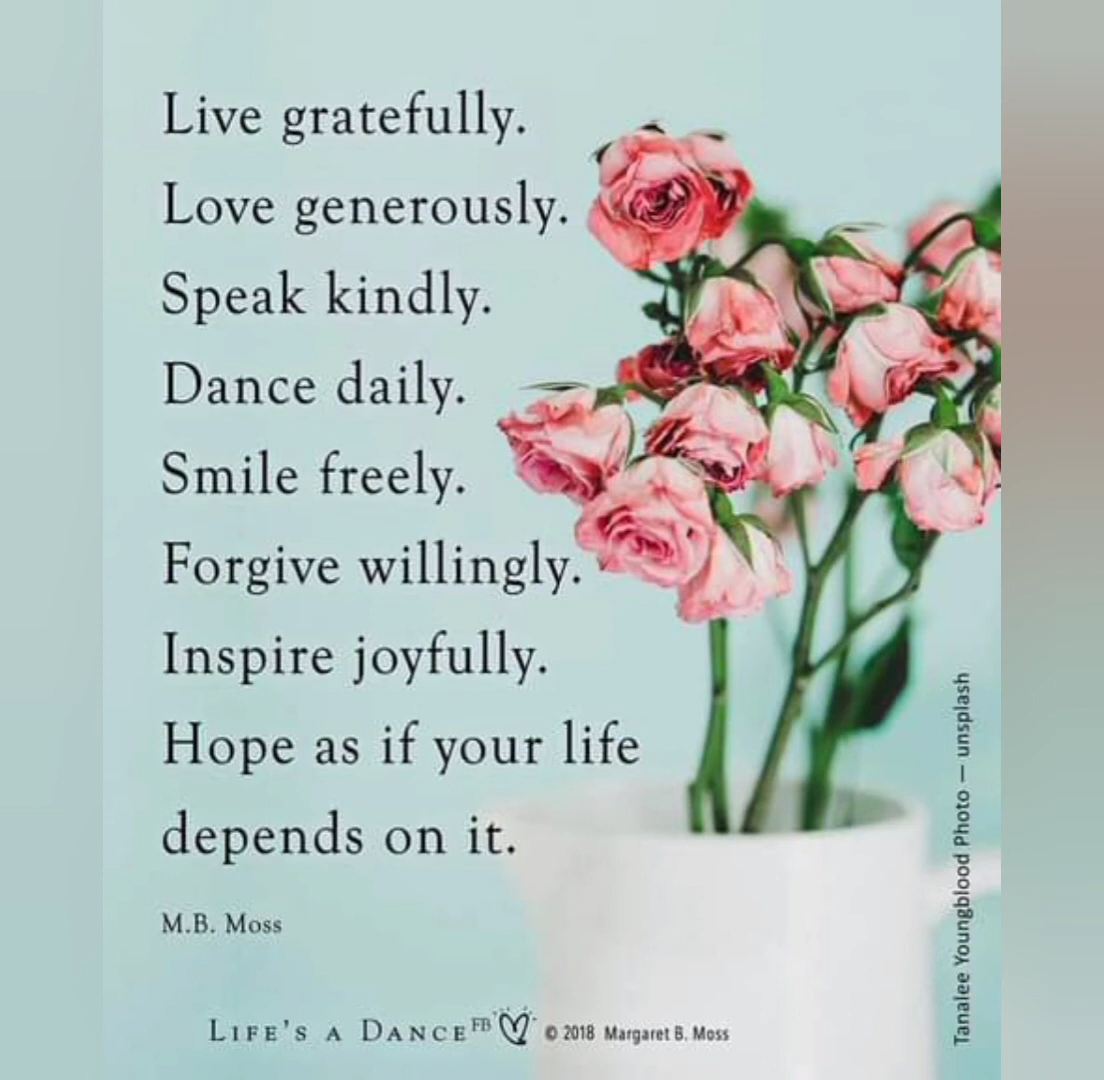 Live gratefully.
Love generously.
Speak kindly.
Dance daily.
Smile freely.
Forgive willingly.
Inspire joyfully.
Hope as if your life
depends on it.
M.B. Moss
LIFE'S A DANCE FB © 2018 Margaret B. Moss
Tanalee Youngblood Photo — unsplash